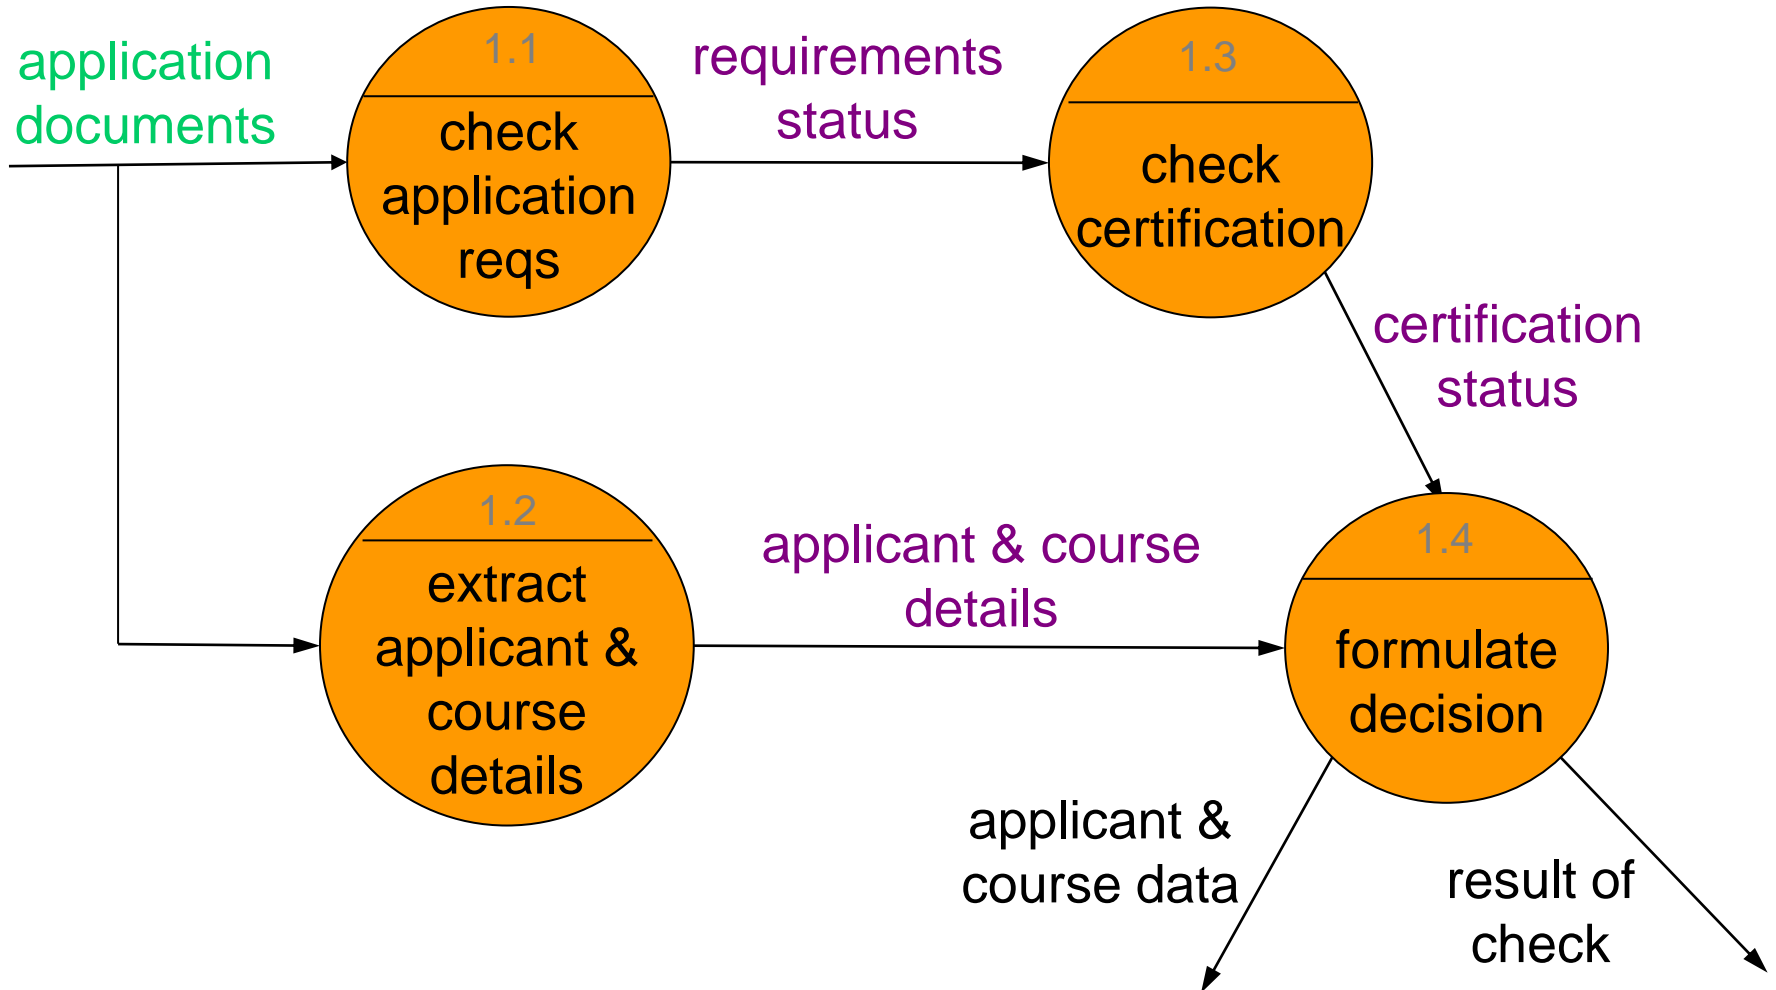 application
documents
1.1
check
application
reqs
requirements
status
1.3
check
certification
certification
status
1.2
extract
applicant &
course
details
applicant & course
details
1.4
formulate
decision
applicant &
course data
result of
check